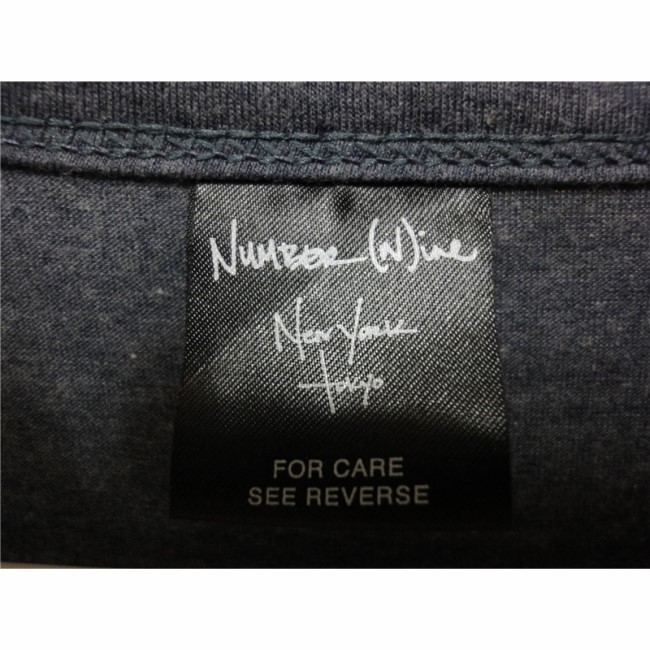 NUMBER (N)ine
New York
Tokyo
FOR CARE
SEE REVERSE